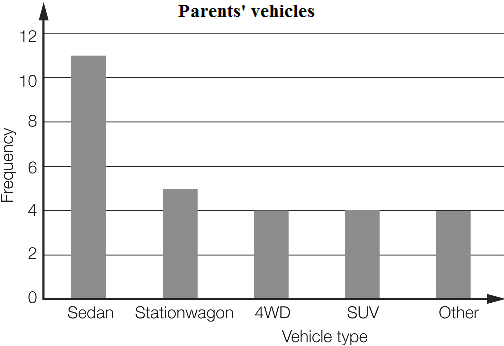 Parents' vehicles
12
10
8
6
4
2
0
Frequency
Sedan Stationwagon 4WD SUV Other
Vehicle type